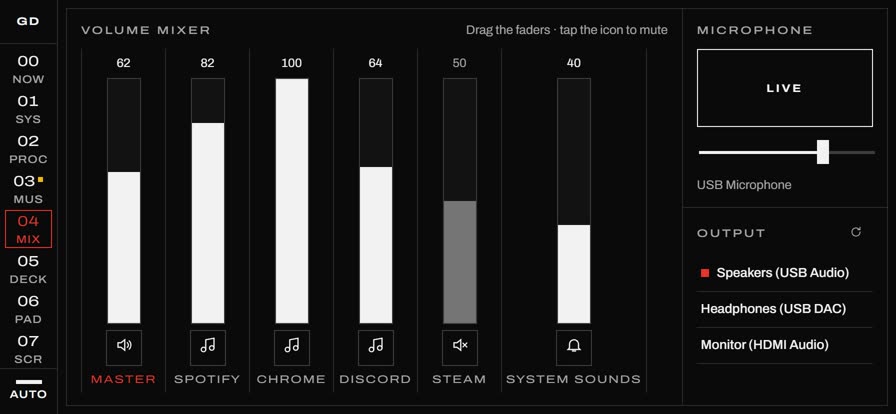 GD
00
NOW
01
SYS
02
PROC
03
MUS
04
MIX
05
DECK
06
PAD
07
SCR
AUTO
VOLUME MIXER
Drag the faders · tap the icon to mute
62
82
100
64
50
40
MASTER
SPOTIFY
CHROME
DISCORD
STEAM
SYSTEM SOUNDS
MICROPHONE
LIVE
USB Microphone
OUTPUT
Speakers (USB Audio)
Headphones (USB DAC)
Monitor (HDMI Audio)